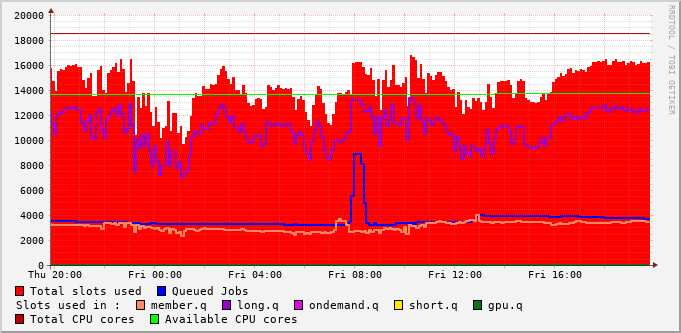 20000
18000
16000
14000
12000
10000
8000
6000
4000
2000
0
Thu 20:00 Fri 00:00 Fri 04:00 Fri 08:00 Fri 12:00 Fri 16:00
Total slots used Queued Jobs
Slots used in : member.q long.q ondemand.q short.q gpu.q
Total CPU cores Available CPU cores
RRDTOOL / TOBI OETIKER